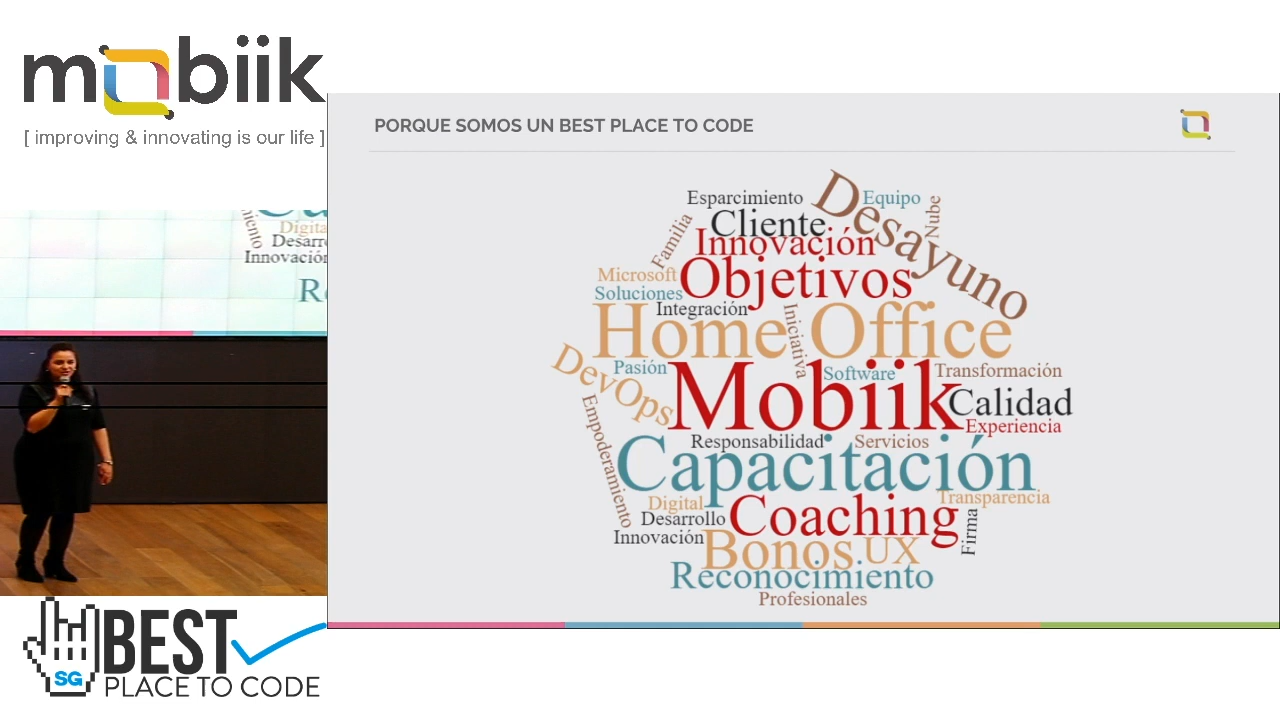 mobiik
[ improving & innovating is our life ]
PORQUE SOMOS UN BEST PLACE TO CODE
Esparcimiento
Desayuno
Equipo
Nube
Familia
Cliente
Innovación
Microsoft
Objetivos
Soluciones
Integración
Iniciativa
Home Office
DevOps
Pasión
Software
Transformación
Mobiik
Calidad
Experiencia
Empoderamiento
Responsabilidad
Servicios
Capacitación
Digital
Transparencia
Desarrollo
Coaching
Firma
Innovación
Bonos
UX
Reconocimiento
Profesionales
Innovación
SG
BEST
PLACE TO CODE